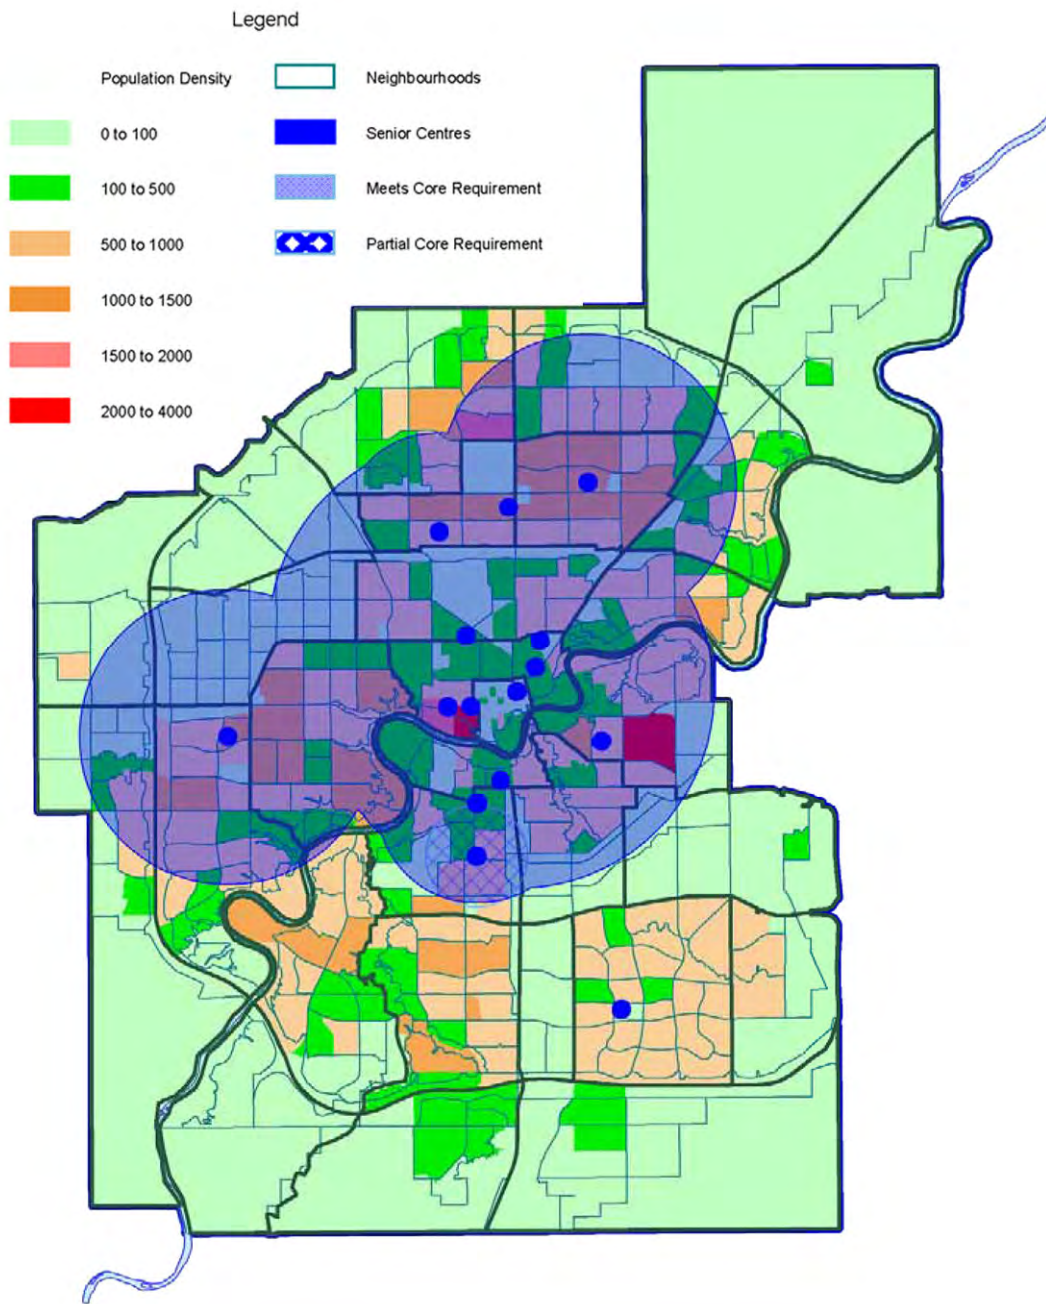 Legend
Population Density
0 to 100
100 to 500
500 to 1000
1000 to 1500
1500 to 2000
2000 to 4000
Neighbourhoods
Senior Centres
Meets Core Requirement
Partial Core Requirement